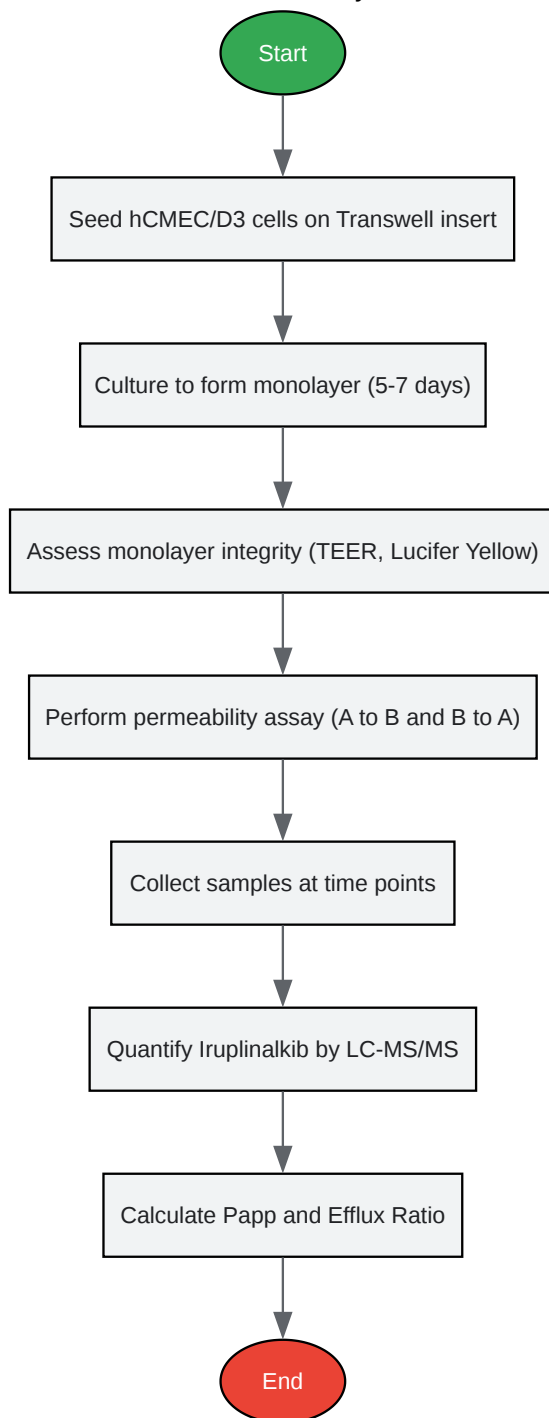 Start
Seed hCMEC/D3 cells on Transwell insert
Culture to form monolayer (5-7 days)
Assess monolayer integrity (TEER, Lucifer Yellow)
Perform permeability assay (A to B and B to A)
Collect samples at time points
Quantify Iruplinalkib by LC-MS/MS
Calculate Papp and Efflux Ratio
End